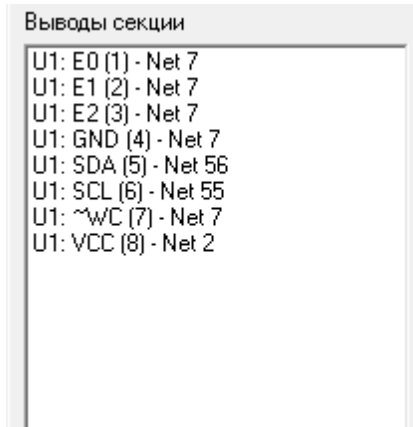 Выводы секции
U1: E0 (1) - Net 7
U1: E1 (2) - Net 7
U1: E2 (3) - Net 7
U1: GND (4) - Net 7
U1: SDA (5) - Net 56
U1: SCL (6) - Net 55
U1: ~WC (7) - Net 7
U1: VCC (8) - Net 2